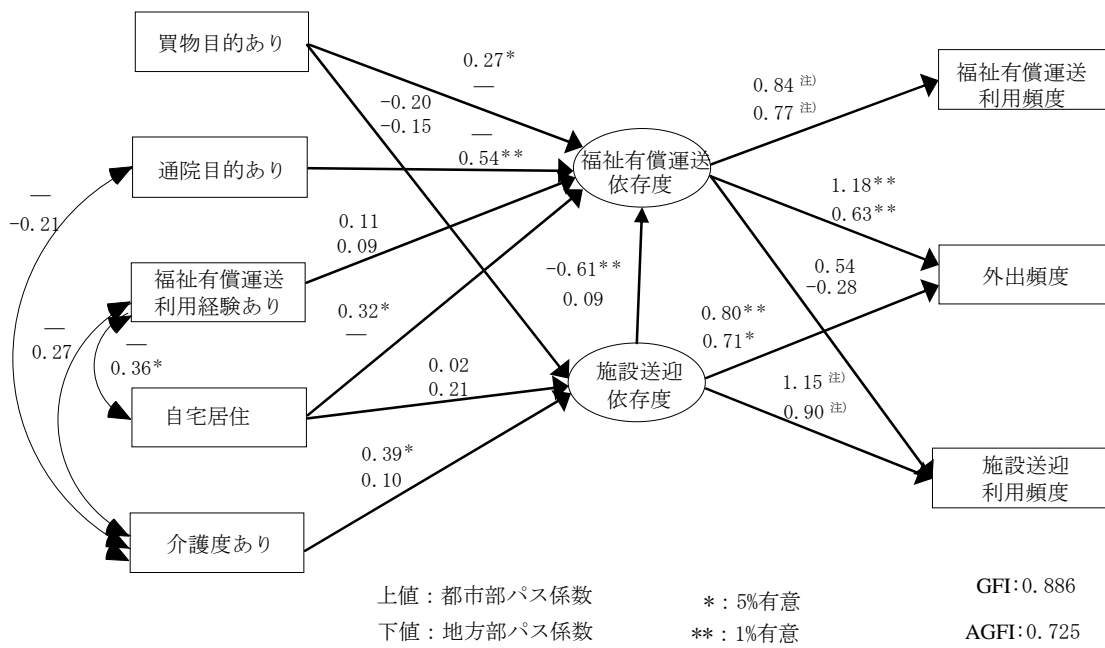 買物目的あり
通院目的あり
福祉有償運送
利用経験あり
自宅居住
介護度あり
—
-0.21
—
0.27
—
0.36*
0.27*
—
-0.20
-0.15
—
0.54**
0.11
0.09
0.32*
—
0.02
0.21
0.39*
0.10
福祉有償運送
依存度
-0.61**
0.09
施設送迎
依存度
0.84 注)
0.77 注)
1.18**
0.63**
0.54
-0.28
0.80**
0.71*
1.15 注)
0.90 注)
福祉有償運送
利用頻度
外出頻度
施設送迎
利用頻度
上値：都市部パス係数
下値：地方部パス係数
*：5%有意
**：1%有意
GFI:0.886
AGFI:0.725